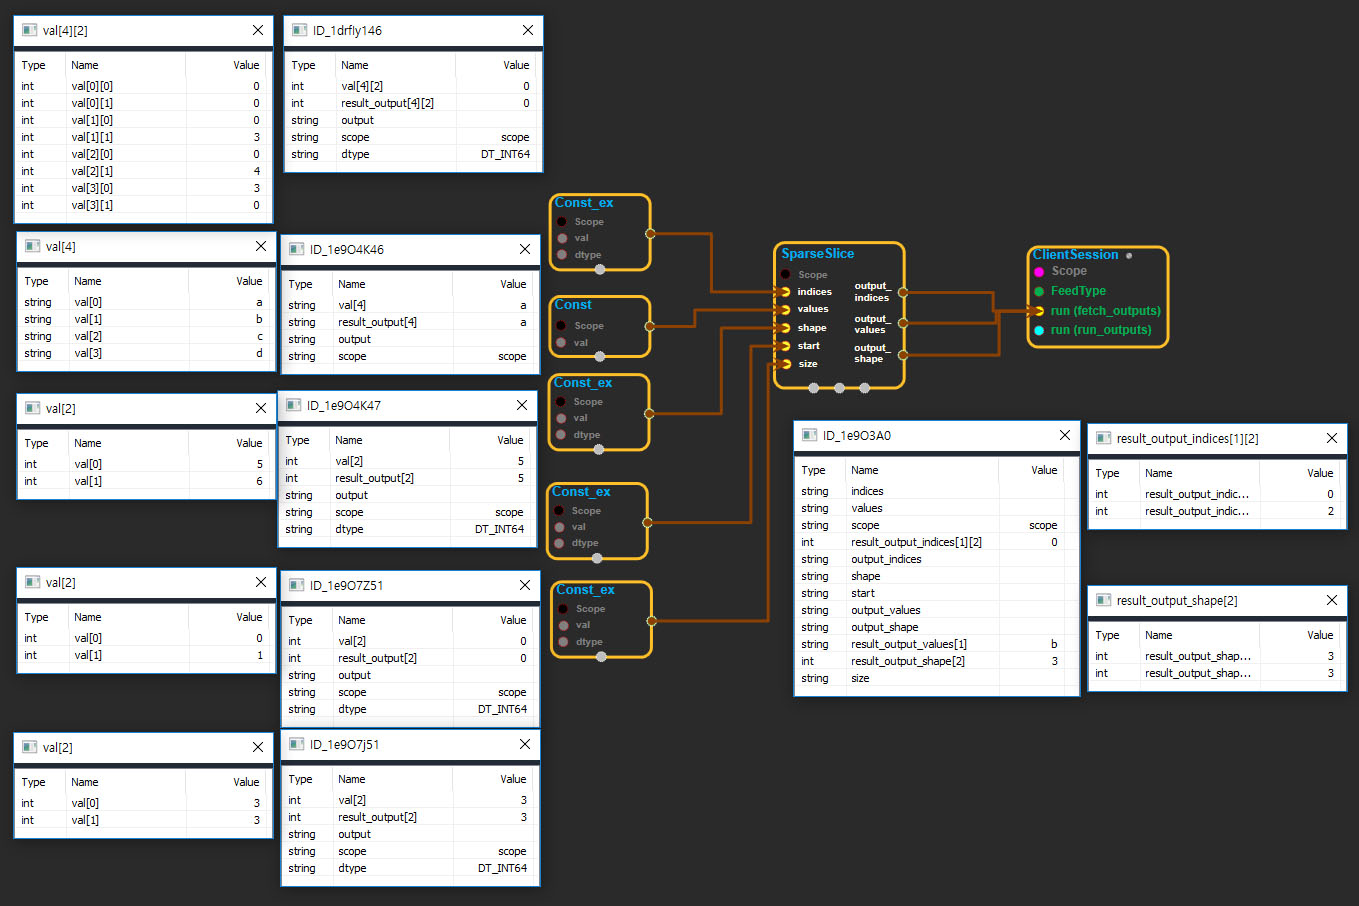 val[4][2]
Type Name Value
int val[0][0] 0
int val[0][1] 0
int val[1][0] 0
int val[1][1] 3
int val[2][0] 0
int val[2][1] 4
int val[3][0] 3
int val[3][1] 0
ID_1drfIy146
Type Name Value
int val[4][2] 0
int result_output[4][2] 0
string output
string scope scope
string dtype DT_INT64
val[4]
Type Name Value
string val[0] a
string val[1] b
string val[2] c
string val[3] d
ID_1e9O4K46
Type Name Value
string val[4] a
string result_output[4] a
string output
string scope scope
val[2]
Type Name Value
int val[0] 5
int val[1] 6
ID_1e9O4K47
Type Name Value
int val[2] 5
int result_output[2] 5
string output
string scope scope
string dtype DT_INT64
val[2]
Type Name Value
int val[0] 0
int val[1] 1
ID_1e9O7Z51
Type Name Value
int val[2] 0
int result_output[2] 0
string output
string scope scope
string dtype DT_INT64
val[2]
Type Name Value
int val[0] 3
int val[1] 3
ID_1e9O7j51
Type Name Value
int val[2] 3
int result_output[2] 3
string output
string scope scope
string dtype DT_INT64
Const_ex
Scope
val
dtype
Const
Scope
val
Const_ex
Scope
val
dtype
Const_ex
Scope
val
dtype
Const_ex
Scope
val
dtype
SparseSlice
Scope
indices
values
shape
start
size
output_
indices
output_
values
output_
shape
ClientSession
Scope
FeedType
run (fetch_outputs)
run (run_outputs)
ID_1e9O3A0
Type Name Value
string indices
string values
string scope scope
int result_output_indices[1][2] 0
string output_indices
string shape
string start
string output_values
string output_shape
string result_output_values[1] b
int result_output_shape[2] 3
string size
result_output_indices[1][2]
Type Name Value
int result_output_indic... 0
int result_output_indic... 2
result_output_shape[2]
Type Name Value
int result_output_shap... 3
int result_output_shap... 3